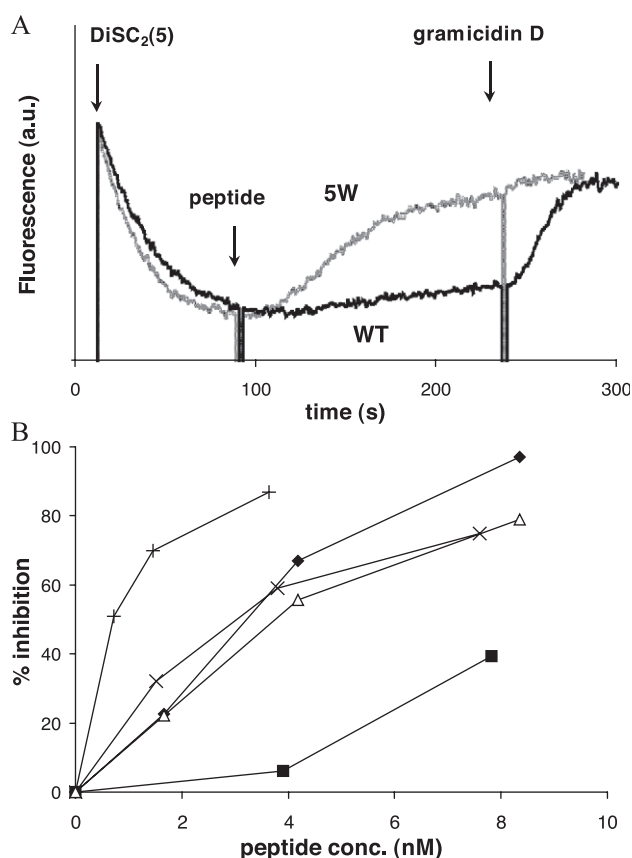 A
DiSC₂(5)
gramicidin D
peptide
5W
WT
Fluorescence (a.u.)
0 100 200 300
time (s)
B
100
80
60
40
20
0
% inhibition
0 2 4 6 8 10
peptide conc. (nM)